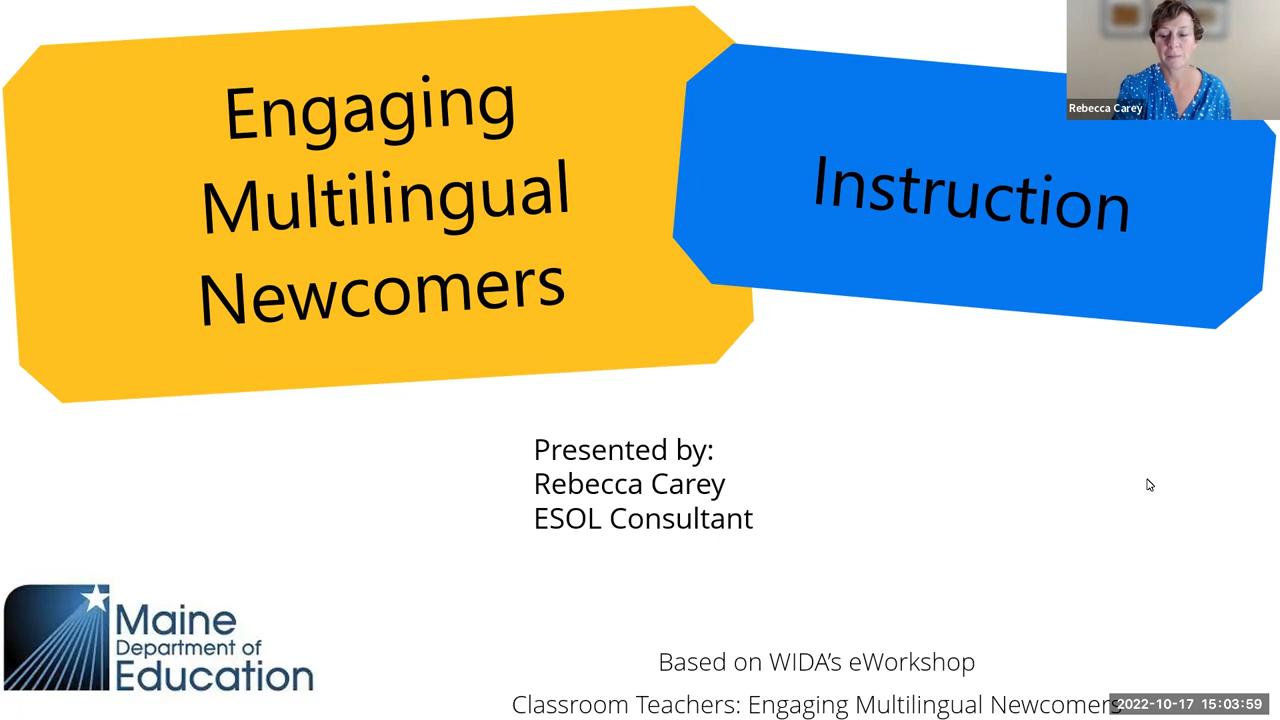 Engaging
Multilingual
Newcomers
Instruction
Rebecca Carey
Presented by:
Rebecca Carey
ESOL Consultant
Maine
Department of
Education
Based on WIDA’s eWorkshop
Classroom Teachers: Engaging Multilingual Newcomers
2022-10-17 15:03:59